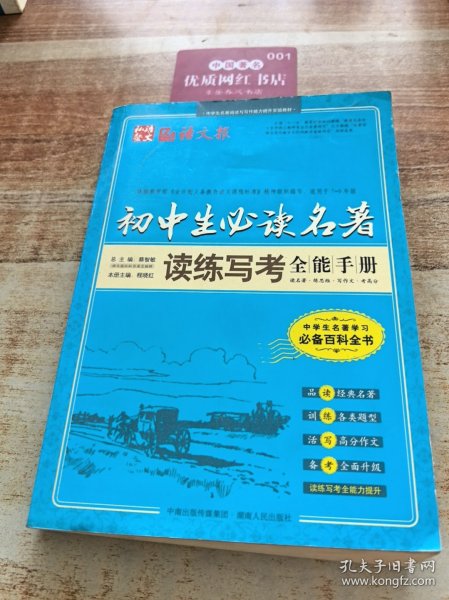 001
中国著名
优质网红书店
语文报
初中生必读名著
总主编 蔡智敏
本册主编 程晓红
读练写考 全能手册
读名著·练思维·写作文·考高分
中学生名著学习
必备百科全书
品读经典名著
训练各类题型
活写高分作文
备考全面升级
读练写考全能力提升
中南出版传媒集团 湖南人民出版社
孔夫子旧书网
www.kongfz.com